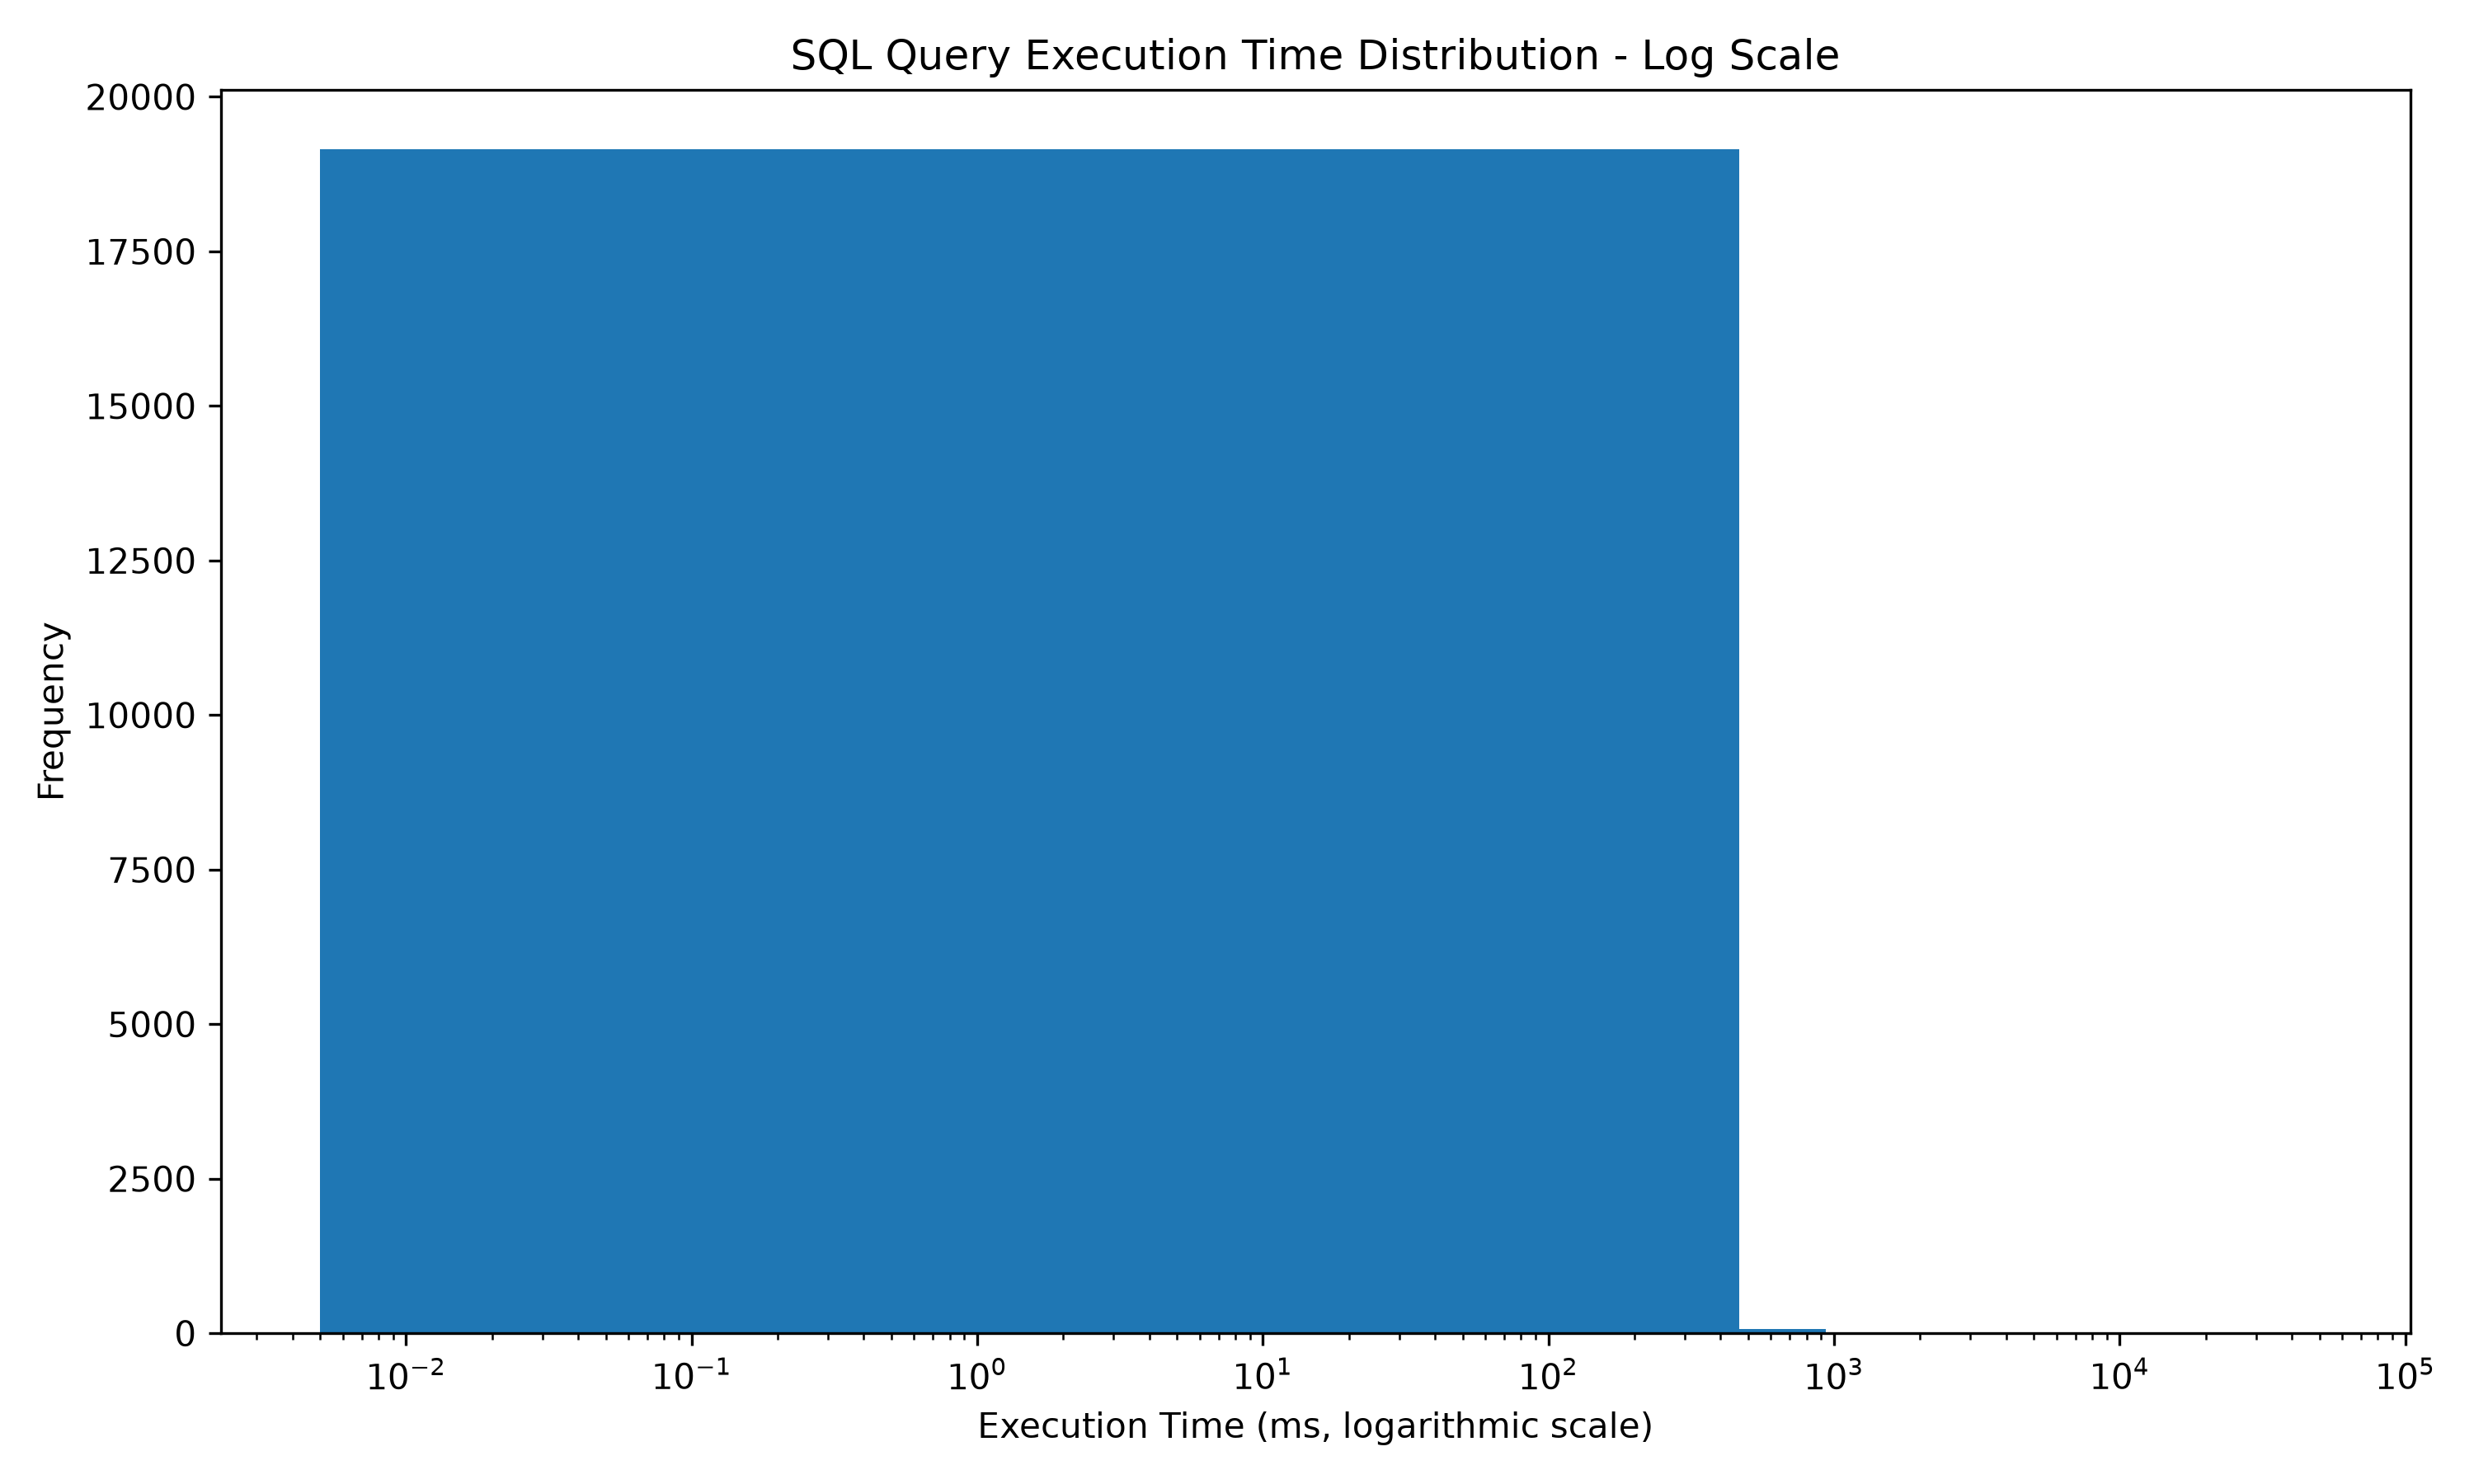 SQL Query Execution Time Distribution - Log Scale
20000
17500
15000
12500
10000
7500
5000
2500
0
Frequency
10⁻² 10⁻¹ 10⁰ 10¹ 10² 10³ 10⁴ 10⁵
Execution Time (ms, logarithmic scale)